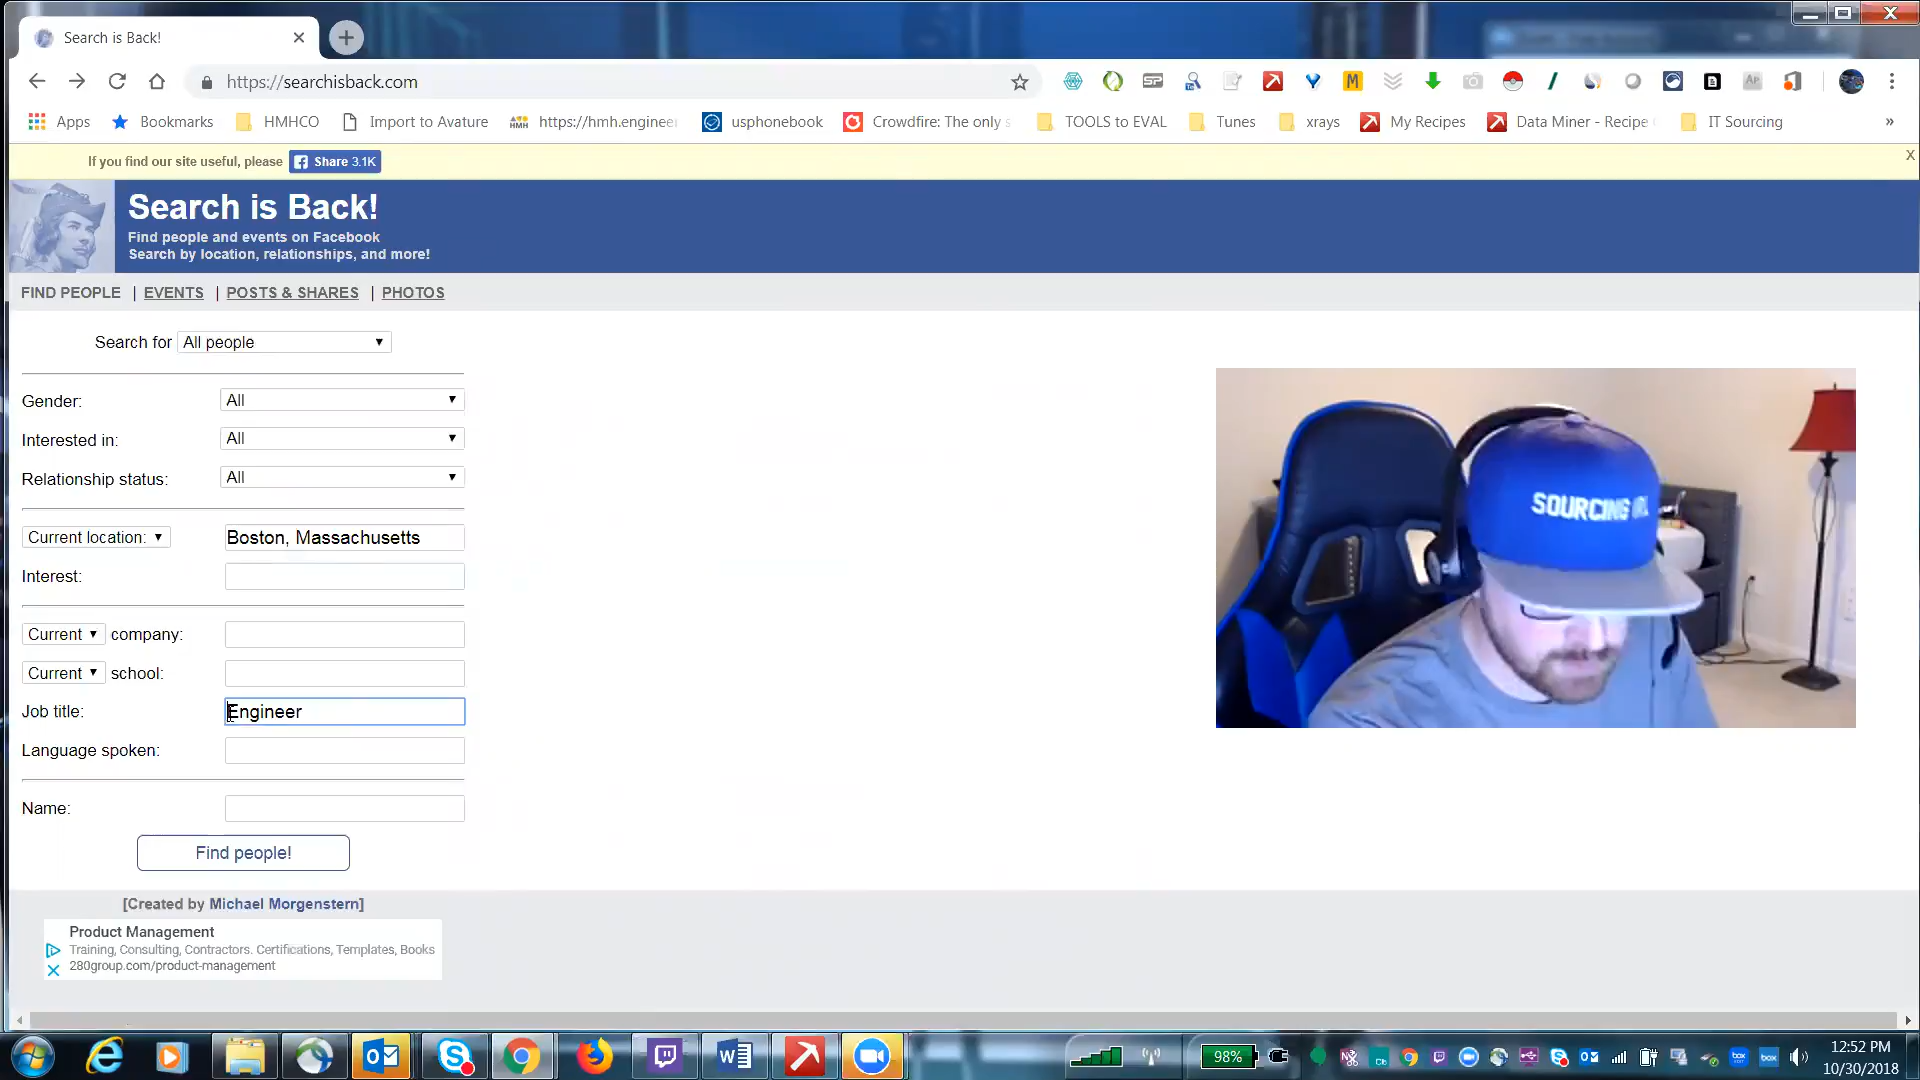 Search is Back!
https://searchisback.com
Apps Bookmarks HMHCO Import to Avature https://hmh.engineer usphonebook Crowdfire: The only s TOOLS to EVAL Tunes xrays My Recipes Data Miner - Recipe IT Sourcing »
If you find our site useful, please Share 3.1K X
Search is Back!
Find people and events on Facebook
Search by location, relationships, and more!
FIND PEOPLE | EVENTS | POSTS & SHARES | PHOTOS
Search for All people
Gender: All
Interested in: All
Relationship status: All
Current location: Boston, Massachusetts
Interest:
Current company:
Current school:
Job title: Engineer
Language spoken:
Name:
Find people!
[Created by Michael Morgenstern]
Product Management
Training, Consulting, Contractors. Certifications, Templates, Books
280group.com/product-management
SOURCING
98%
12:52 PM
10/30/2018